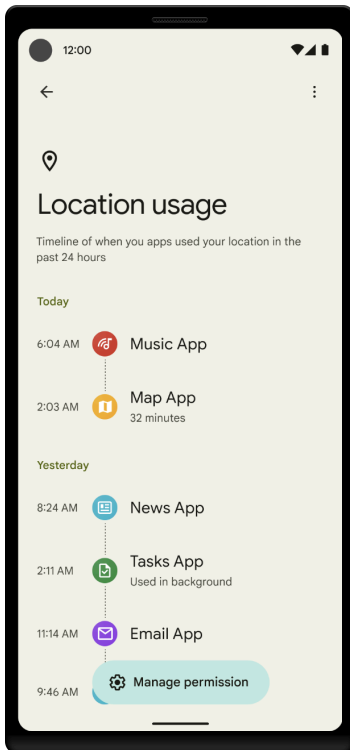 12:00
Location usage
Timeline of when you apps used your location in the
past 24 hours
Today
6:04 AM Music App
2:03 AM Map App
32 minutes
Yesterday
8:24 AM News App
2:11 AM Tasks App
Used in background
11:14 AM Email App
9:46 AM
Manage permission